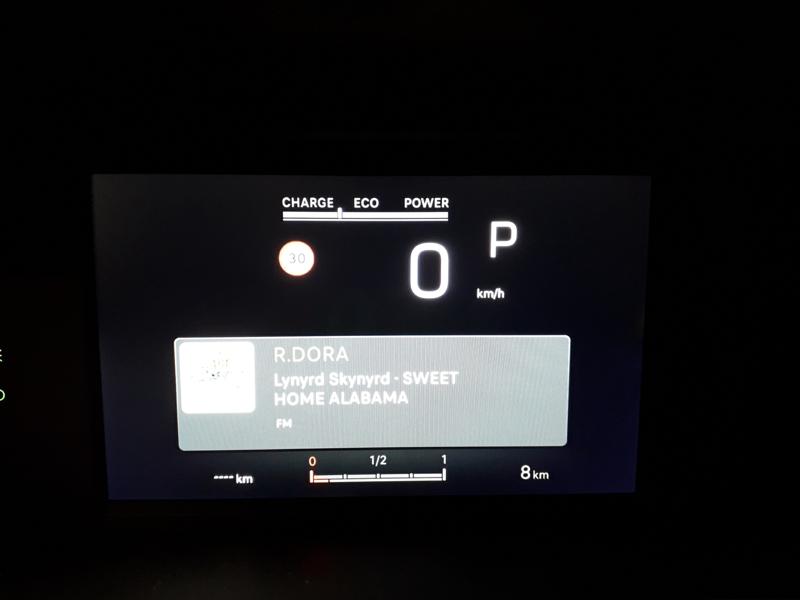 CHARGE ECO POWER
30
0
P
km/h
R.DORA
Lynyrd Skynyrd - SWEET
HOME ALABAMA
FM
0 1/2 1
---- km
8 km